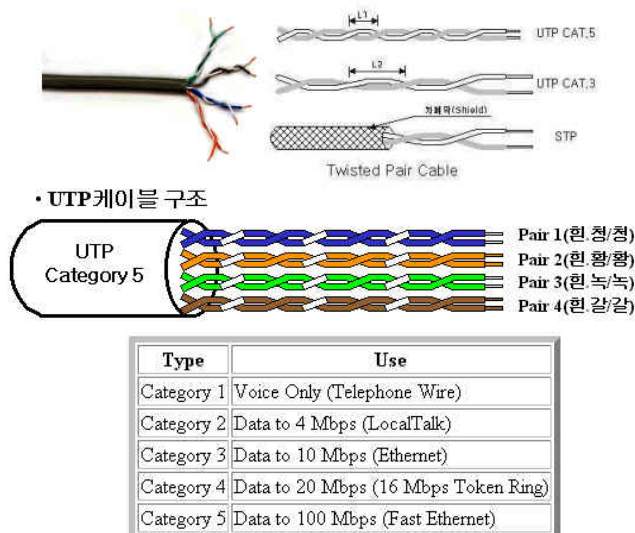 L1
UTP CAT.5
L2
UTP CAT.3
차폐막(Shield)
STP
Twisted Pair Cable
• UTP케이블 구조
UTP
Category 5
Pair 1(흰.청/청)
Pair 2(흰.황/황)
Pair 3(흰.녹/녹)
Pair 4(흰.갈/갈)
Type Use
Category 1 Voice Only (Telephone Wire)
Category 2 Data to 4 Mbps (LocalTalk)
Category 3 Data to 10 Mbps (Ethernet)
Category 4 Data to 20 Mbps (16 Mbps Token Ring)
Category 5 Data to 100 Mbps (Fast Ethernet)